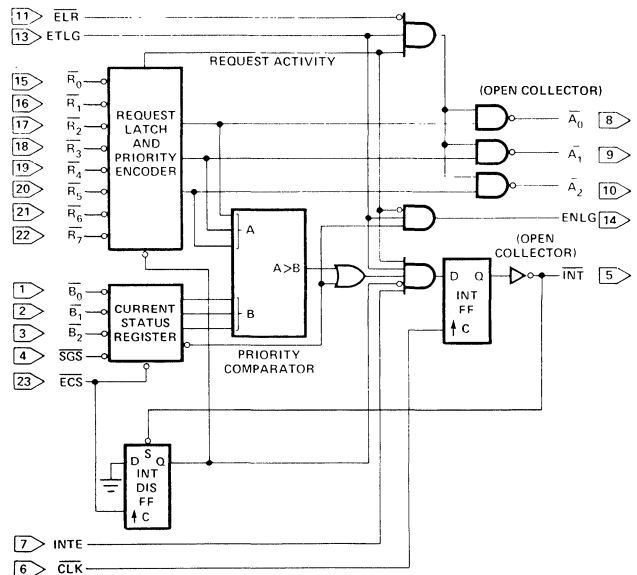 11 ELR
13 ETLG
REQUEST ACTIVITY
(OPEN COLLECTOR)
15 R0
16 R1
17 R2
18 R3
19 R4
20 R5
21 R6
22 R7
REQUEST
LATCH
AND
PRIORITY
ENCODER
A0 8
A1 9
A2 10
ENLG 14
A
A>B
B
PRIORITY
COMPARATOR
(OPEN
COLLECTOR)
D Q
INT
FF
C
INT 5
1 B0
2 B1
3 B2
4 SGS
23 ECS
CURRENT
STATUS
REGISTER
S
D Q
INT
DIS
FF
C
7 INTE
6 CLK